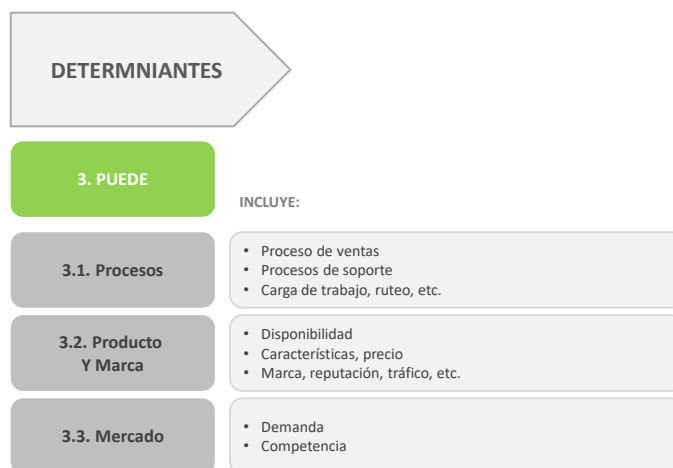 DETERMNIANTES
3. PUEDE
INCLUYE:
3.1. Procesos
• Proceso de ventas
• Procesos de soporte
• Carga de trabajo, ruteo, etc.
3.2. Producto
Y Marca
• Disponibilidad
• Características, precio
• Marca, reputación, tráfico, etc.
3.3. Mercado
• Demanda
• Competencia